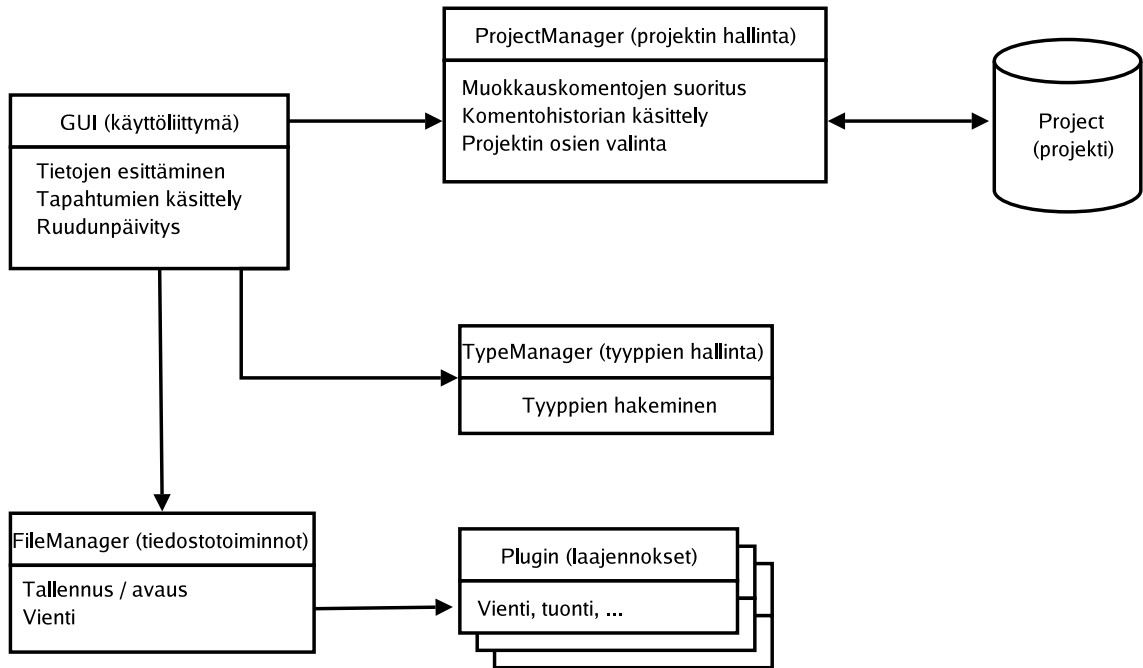 ProjectManager (projektin hallinta)
Muokkauskomentojen suoritus
Komentohistorian käsittely
Projektin osien valinta
GUI (käyttöliittymä)
Tietojen esittäminen
Tapahtumien käsittely
Ruudunpäivitys
Project
(projekti)
TypeManager (tyyppien hallinta)
Tyyppien hakeminen
FileManager (tiedostotoiminnot)
Tallennus / avaus
Vienti
Plugin (laajennokset)
Vienti, tuonti, ...